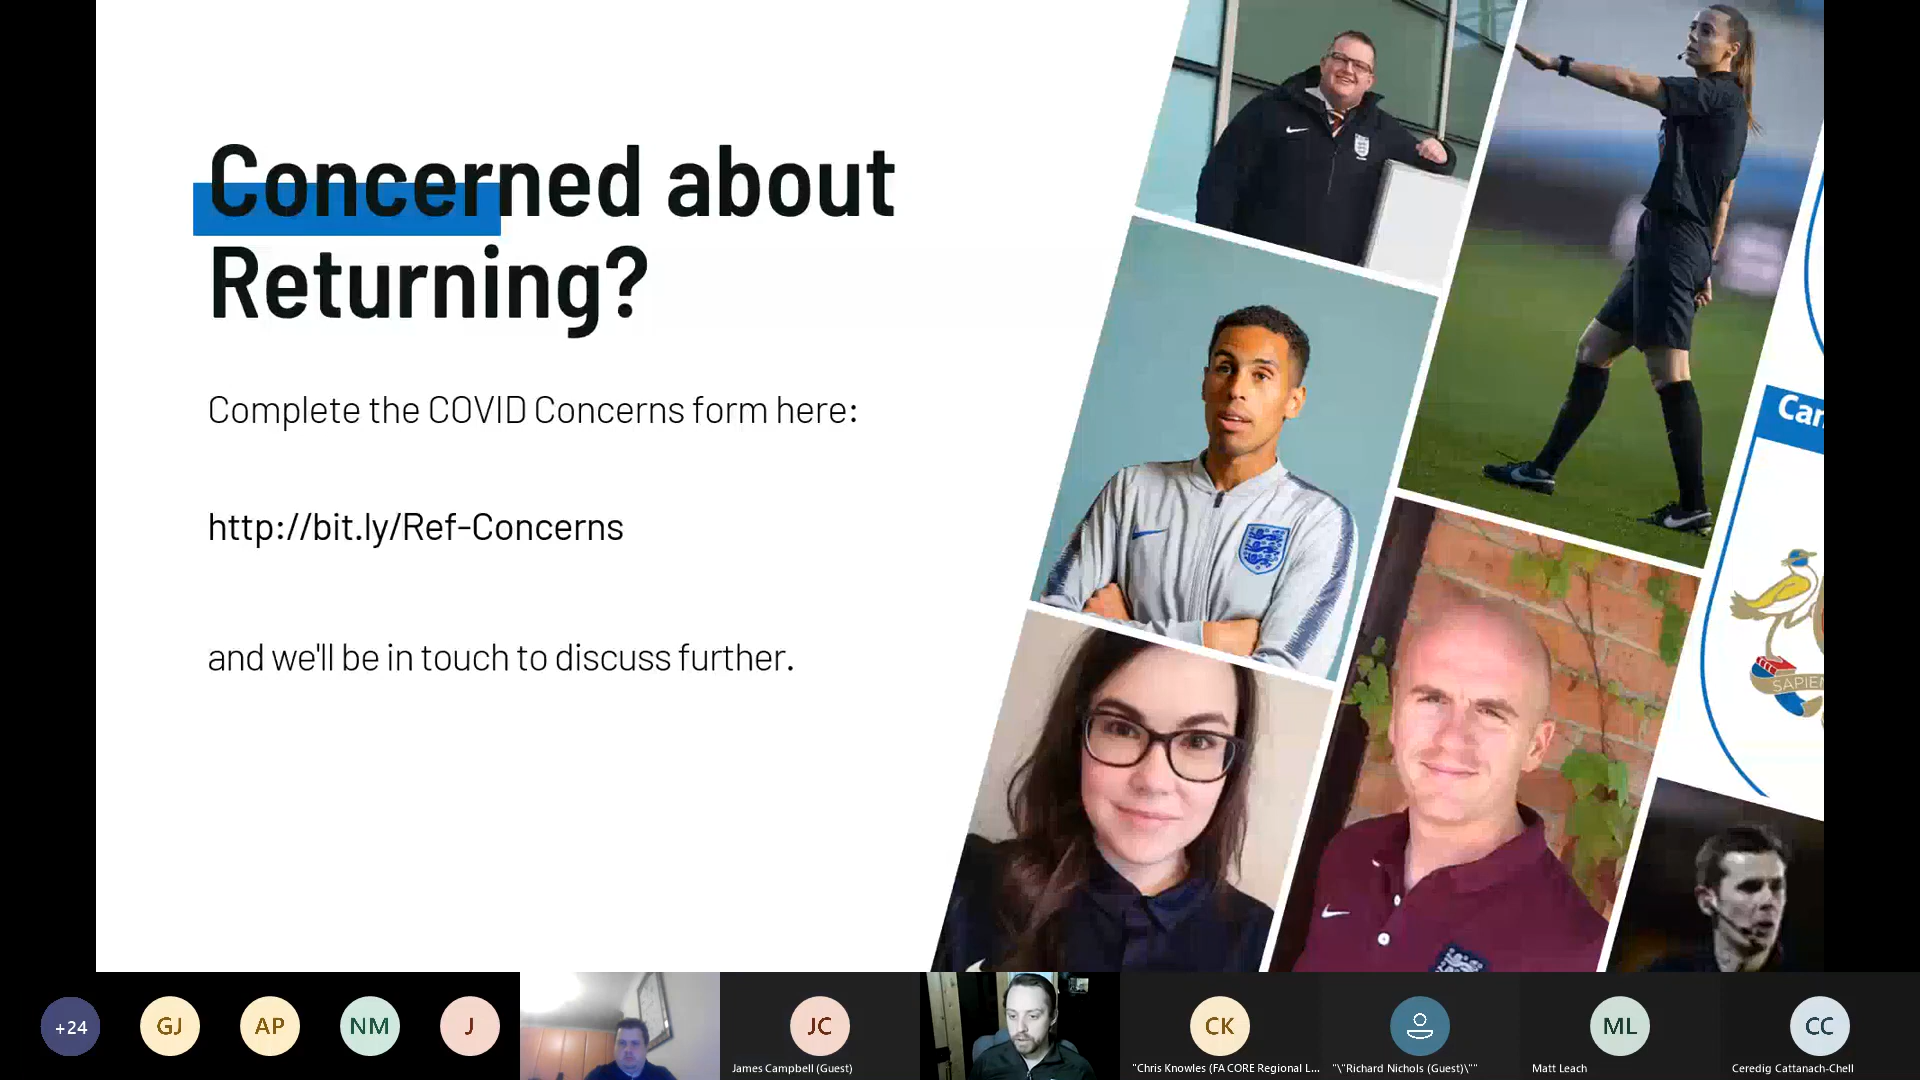 Concerned about
Returning?
Complete the COVID Concerns form here:
http://bit.ly/Ref-Concerns
and we'll be in touch to discuss further.
Car
SAPIEN
+24
GJ
AP
NM
J
JC
James Campbell (Guest)
CK
"Chris Knowles (FA CORE Regional L...
"\"Richard Nichols (Guest)\""
ML
Matt Leach
CC
Ceredig Cattanach-Chell